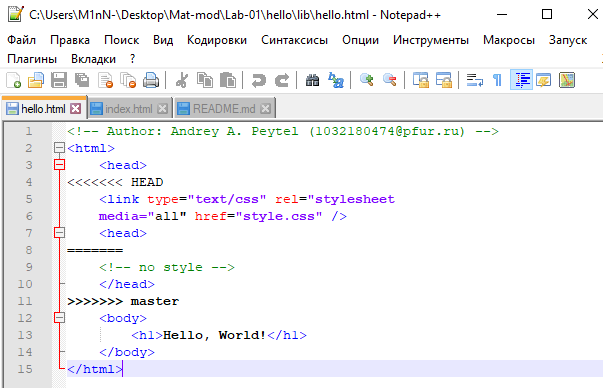 C:\Users\M1nN-\Desktop\Mat-mod\Lab-01\hello\lib\hello.html - Notepad++
Файл Правка Поиск Вид Кодировки Синтаксисы Опции Инструменты Макросы Запуск
Плагины Вкладки ?
hello.html index.html README.md
1 <!-- Author: Andrey A. Peytel (1032180474@pfur.ru) -->
2 <html>
3 <head>
4 <<<<<<< HEAD
5 <link type="text/css" rel="stylesheet
6 media="all" href="style.css" />
7 <head>
8 =======
9 <!-- no style -->
10 </head>
11 >>>>>>> master
12 <body>
13 <h1>Hello, World!</h1>
14 </body>
15 </html>